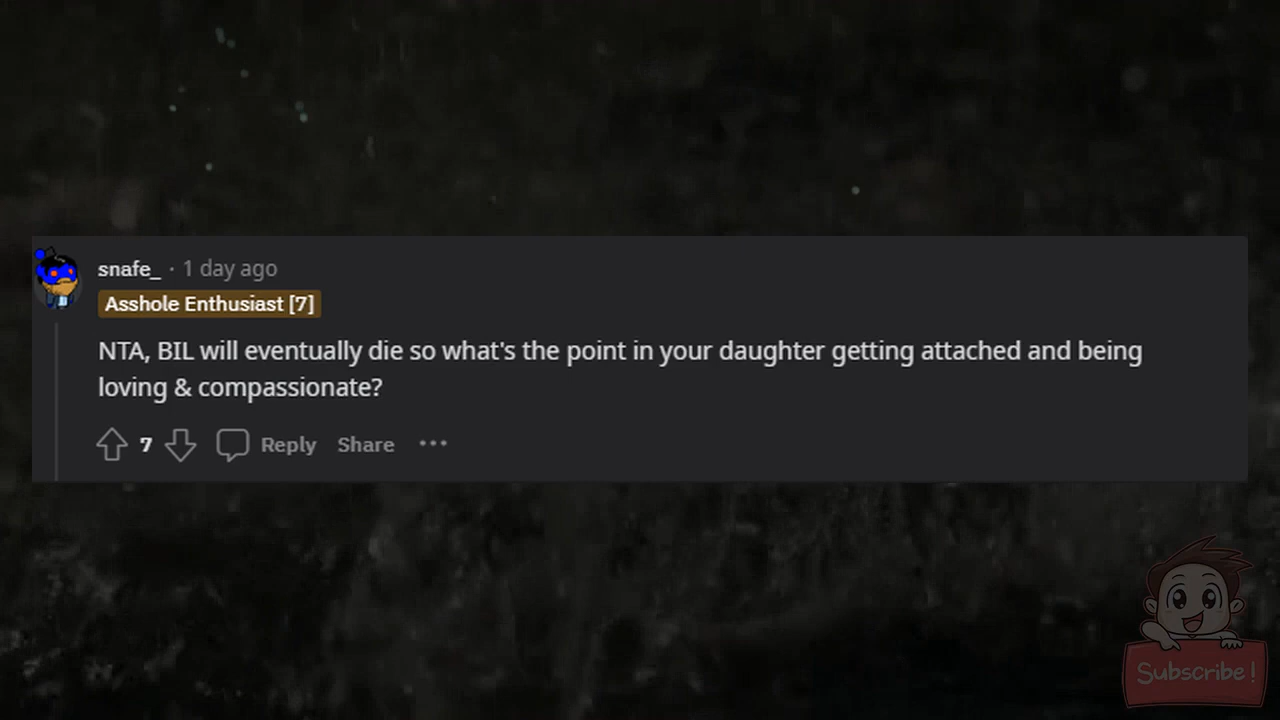 snafe_ · 1 day ago
Asshole Enthusiast [7]
NTA, BIL will eventually die so what's the point in your daughter getting attached and being
loving & compassionate?
7 Reply Share ···
Subscribe!